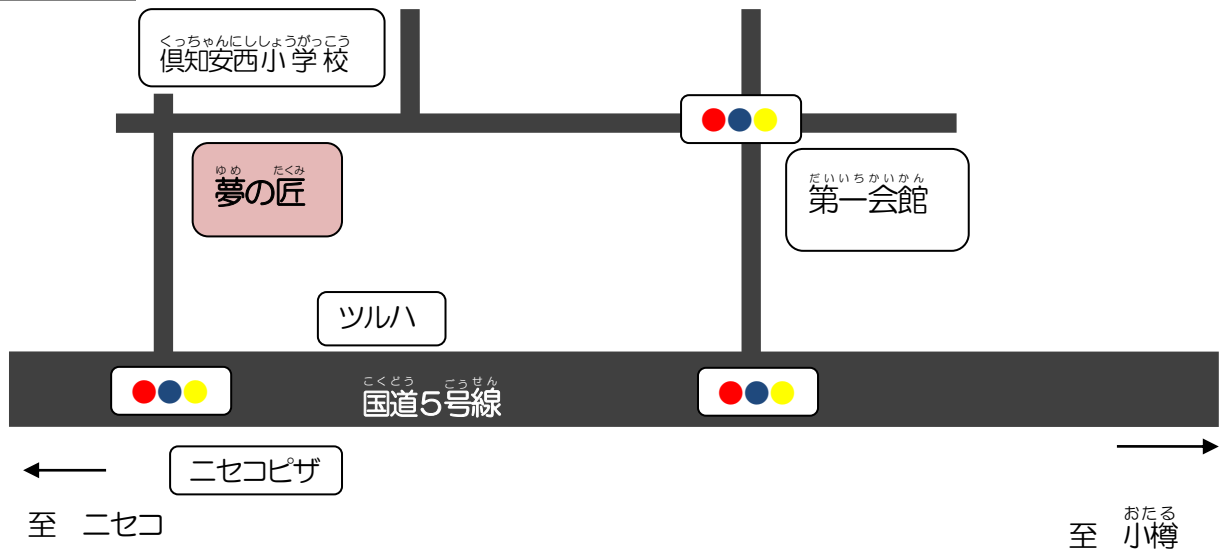 くっちゃんにししょうがっこう
倶知安西小学校
ゆめ たくみ
夢の匠
だいいちかいかん
第一会館
ツルハ
こくどう ごうせん
国道5号線
ニセコピザ
至 ニセコ
おたる
至 小樽